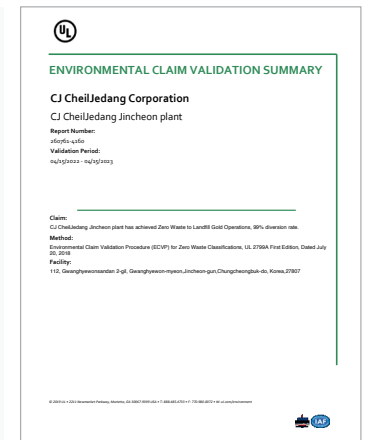 UL
ENVIRONMENTAL CLAIM VALIDATION SUMMARY
CJ CheilJedang Corporation
CJ CheilJedang Jincheon plant
Report Number:
260761-4160
Validation Period:
04/15/2022 - 04/15/2023
Claim:
CJ CheilJedang Jincheon plant has achieved Zero Waste to Landfill Gold Operations, 99% diversion rate.
Method:
Environmental Claim Validation Procedure (ECVP) for Zero Waste Classifications, UL 2799A First Edition, Dated July
20, 2018
Facility:
112, Gwanghyewonsandan 2-gil, Gwanghyewon-myeon,Jincheon-gun,Chungcheongbuk-do, Korea,27807
IAF